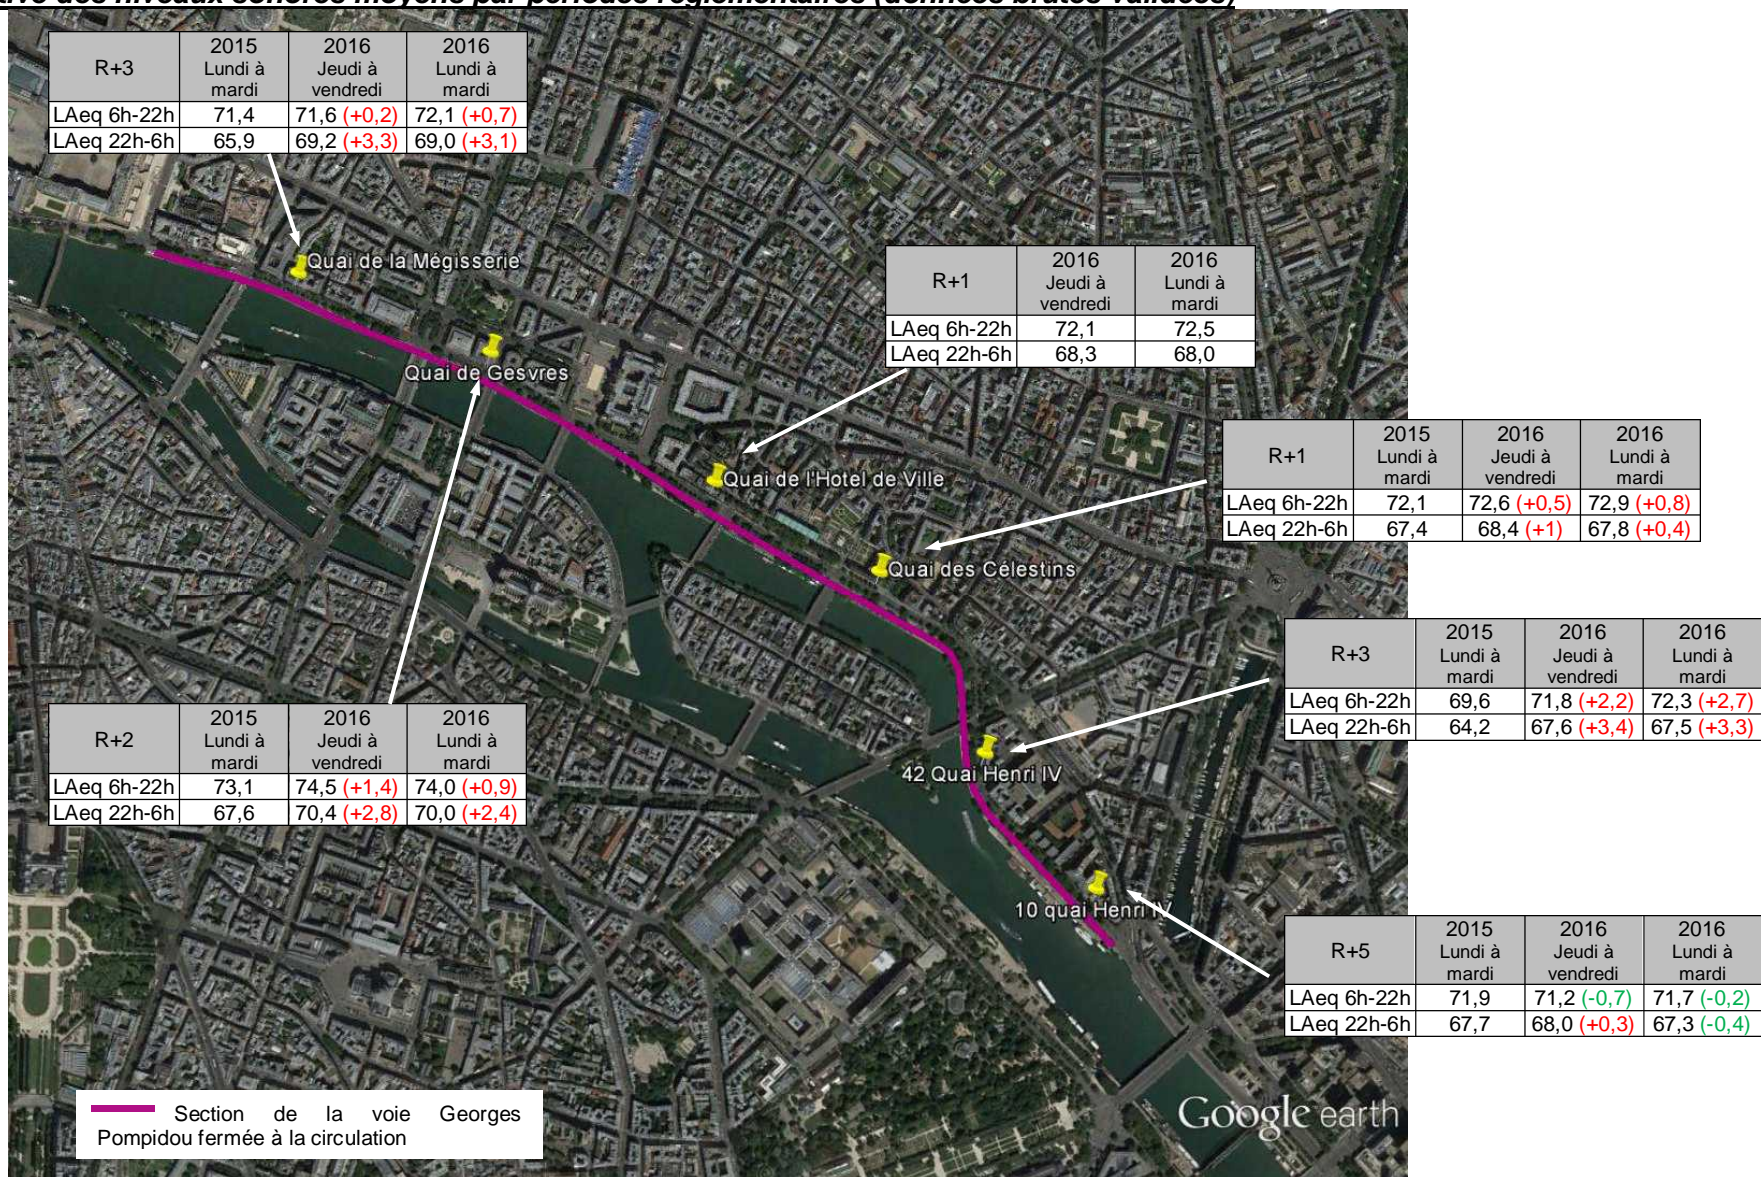 des niveaux sonores moyens par périodes réglementaires (données brutes validées)
R+3 2015 Lundi à mardi 2016 Jeudi à vendredi 2016 Lundi à mardi
LAeq 6h-22h 71,4 71,6 (+0,2) 72,1 (+0,7)
LAeq 22h-6h 65,9 69,2 (+3,3) 69,0 (+3,1)
Quai de la Mégisserie
R+1 2016 Jeudi à vendredi 2016 Lundi à mardi
LAeq 6h-22h 72,1 72,5
LAeq 22h-6h 68,3 68,0
Quai de Gesvres
Quai de l'Hotel de Ville
R+1 2015 Lundi à mardi 2016 Jeudi à vendredi 2016 Lundi à mardi
LAeq 6h-22h 72,1 72,6 (+0,5) 72,9 (+0,8)
LAeq 22h-6h 67,4 68,4 (+1) 67,8 (+0,4)
Quai des Célestins
R+3 2015 Lundi à mardi 2016 Jeudi à vendredi 2016 Lundi à mardi
LAeq 6h-22h 69,6 71,8 (+2,2) 72,3 (+2,7)
LAeq 22h-6h 64,2 67,6 (+3,4) 67,5 (+3,3)
42 Quai Henri IV
R+2 2015 Lundi à mardi 2016 Jeudi à vendredi 2016 Lundi à mardi
LAeq 6h-22h 73,1 74,5 (+1,4) 74,0 (+0,9)
LAeq 22h-6h 67,6 70,4 (+2,8) 70,0 (+2,4)
10 quai Henri IV
R+5 2015 Lundi à mardi 2016 Jeudi à vendredi 2016 Lundi à mardi
LAeq 6h-22h 71,9 71,2 (-0,7) 71,7 (-0,2)
LAeq 22h-6h 67,7 68,0 (+0,3) 67,3 (-0,4)
Section de la voie Georges
Pompidou fermée à la circulation
Google earth